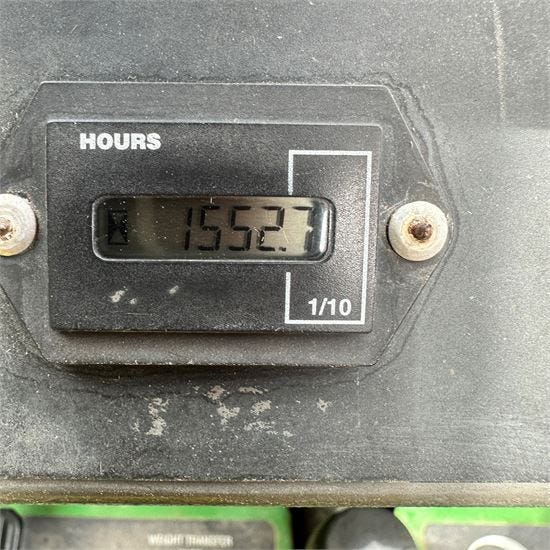 HOURS
1552.7
1/10
WEIGHT TRANSFER